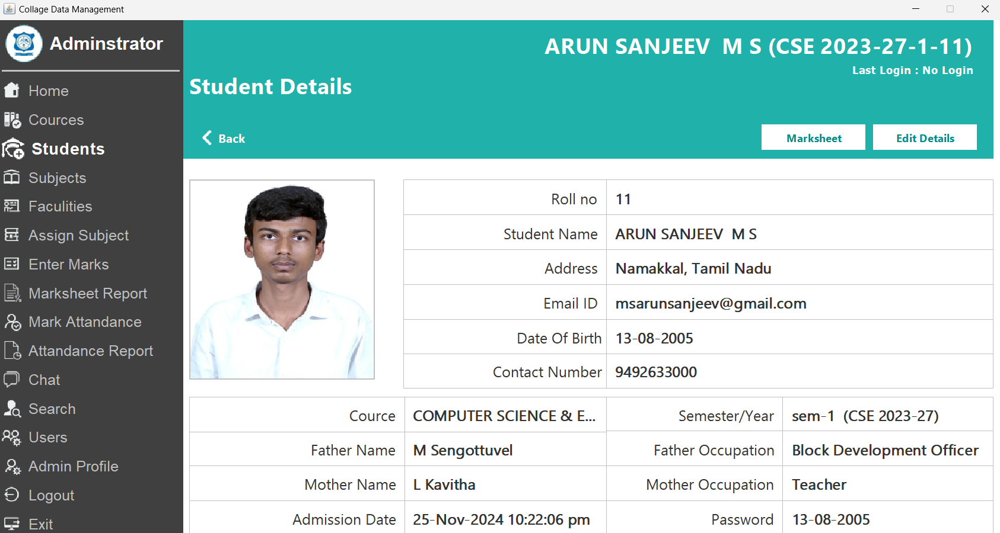 Collage Data Management
Adminstrator
Home
Cources
Students
Subjects
Faculities
Assign Subject
Enter Marks
Marksheet Report
Mark Attandance
Attandance Report
Chat
Search
Users
Admin Profile
Logout
Exit
ARUN SANJEEV  M S (CSE 2023-27-1-11)
Last Login : No Login
Student Details
Back
Marksheet
Edit Details
Roll no 11
Student Name ARUN SANJEEV  M S
Address Namakkal, Tamil Nadu
Email ID msarunsanjeev@gmail.com
Date Of Birth 13-08-2005
Contact Number 9492633000
Cource COMPUTER SCIENCE & E... Semester/Year sem-1  (CSE 2023-27)
Father Name M Sengottuvel Father Occupation Block Development Officer
Mother Name L Kavitha Mother Occupation Teacher
Admission Date 25-Nov-2024 10:22:06 pm Password 13-08-2005